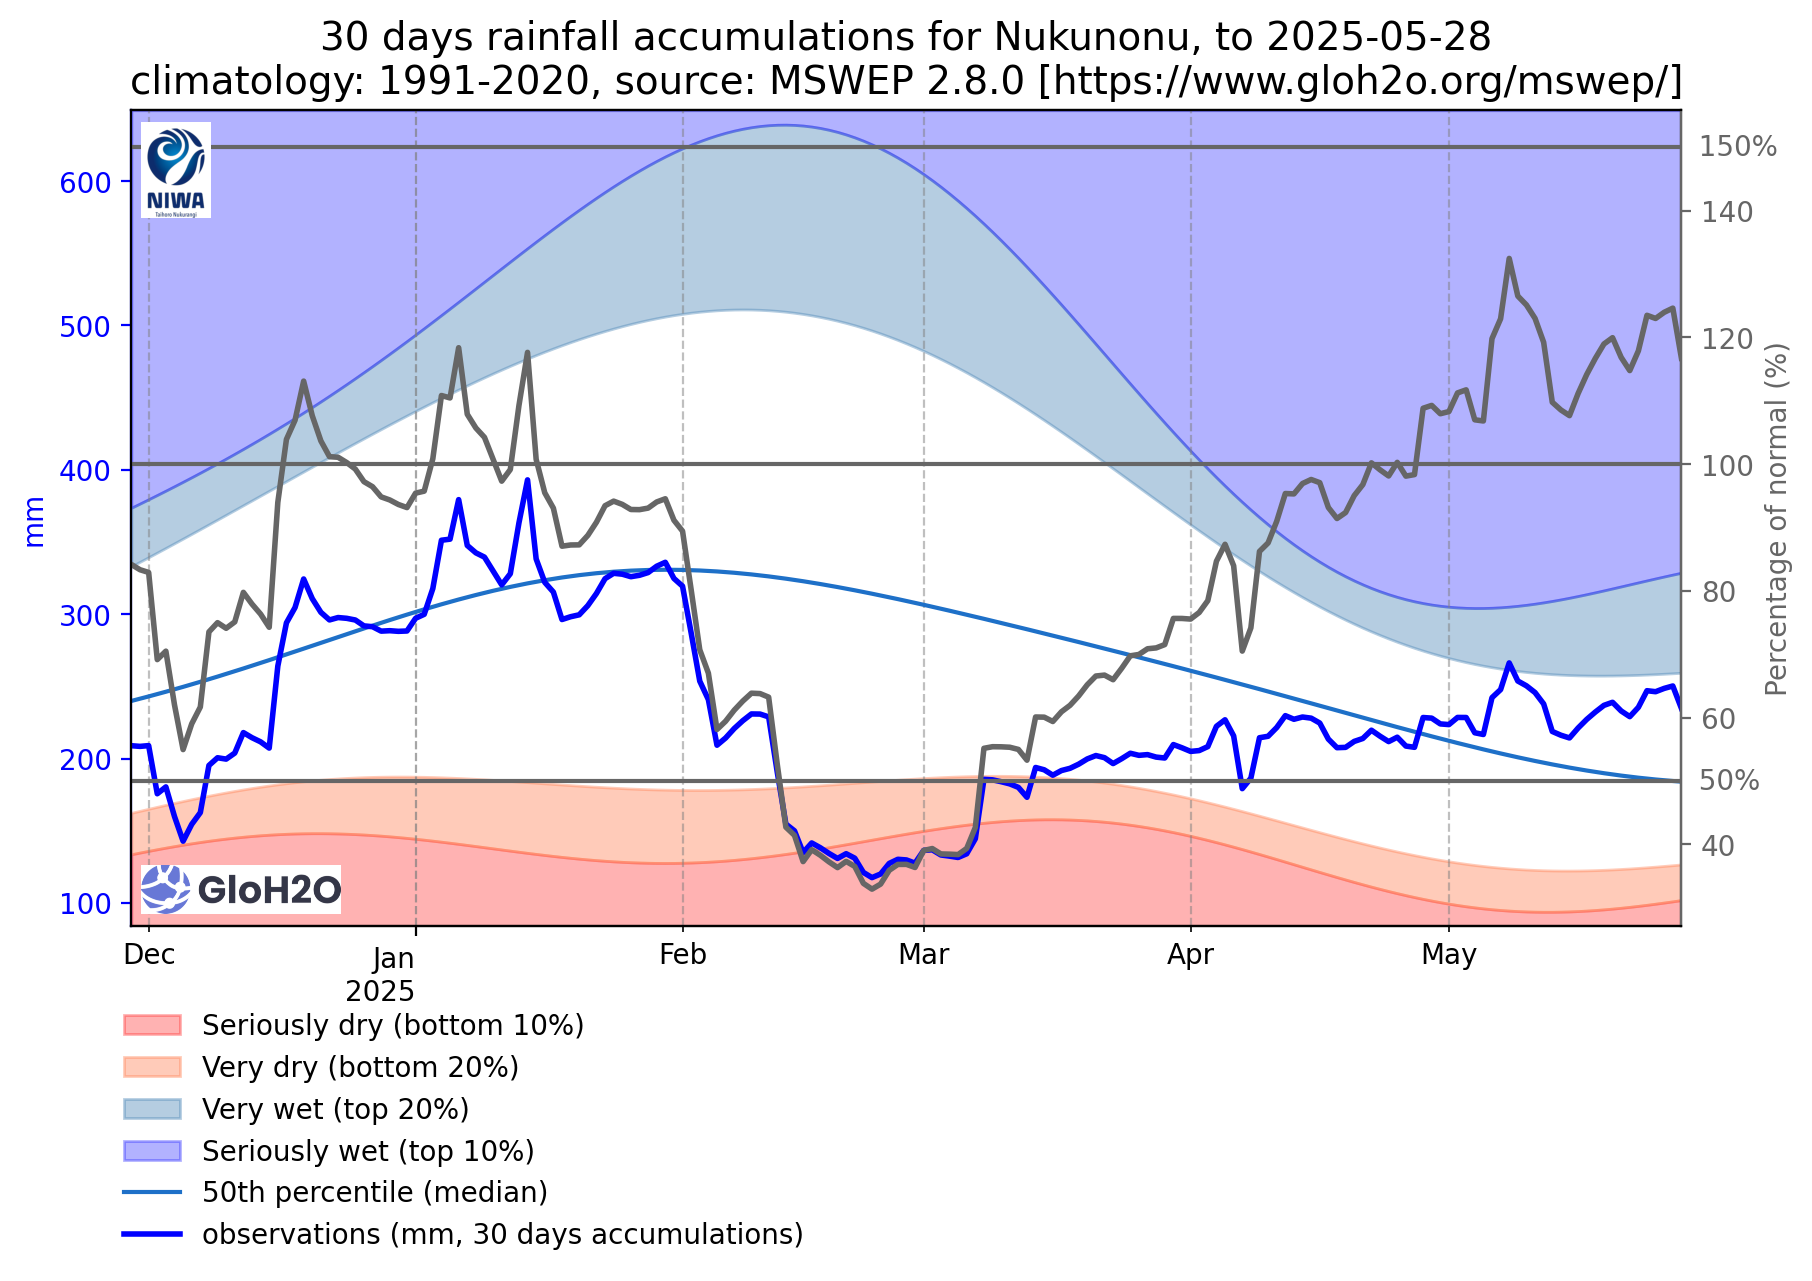 30 days rainfall accumulations for Nukunonu, to 2025-05-28
climatology: 1991-2020, source: MSWEP 2.8.0 [https://www.gloh2o.org/mswep/]
NIWA
Taihoro Nukurangi
600
500
400
300
200
100
mm
150%
140
120
100
80
60
50%
40
Percentage of normal (%)
GloH2O
Dec
Jan
2025
Feb
Mar
Apr
May
Seriously dry (bottom 10%)
Very dry (bottom 20%)
Very wet (top 20%)
Seriously wet (top 10%)
50th percentile (median)
observations (mm, 30 days accumulations)